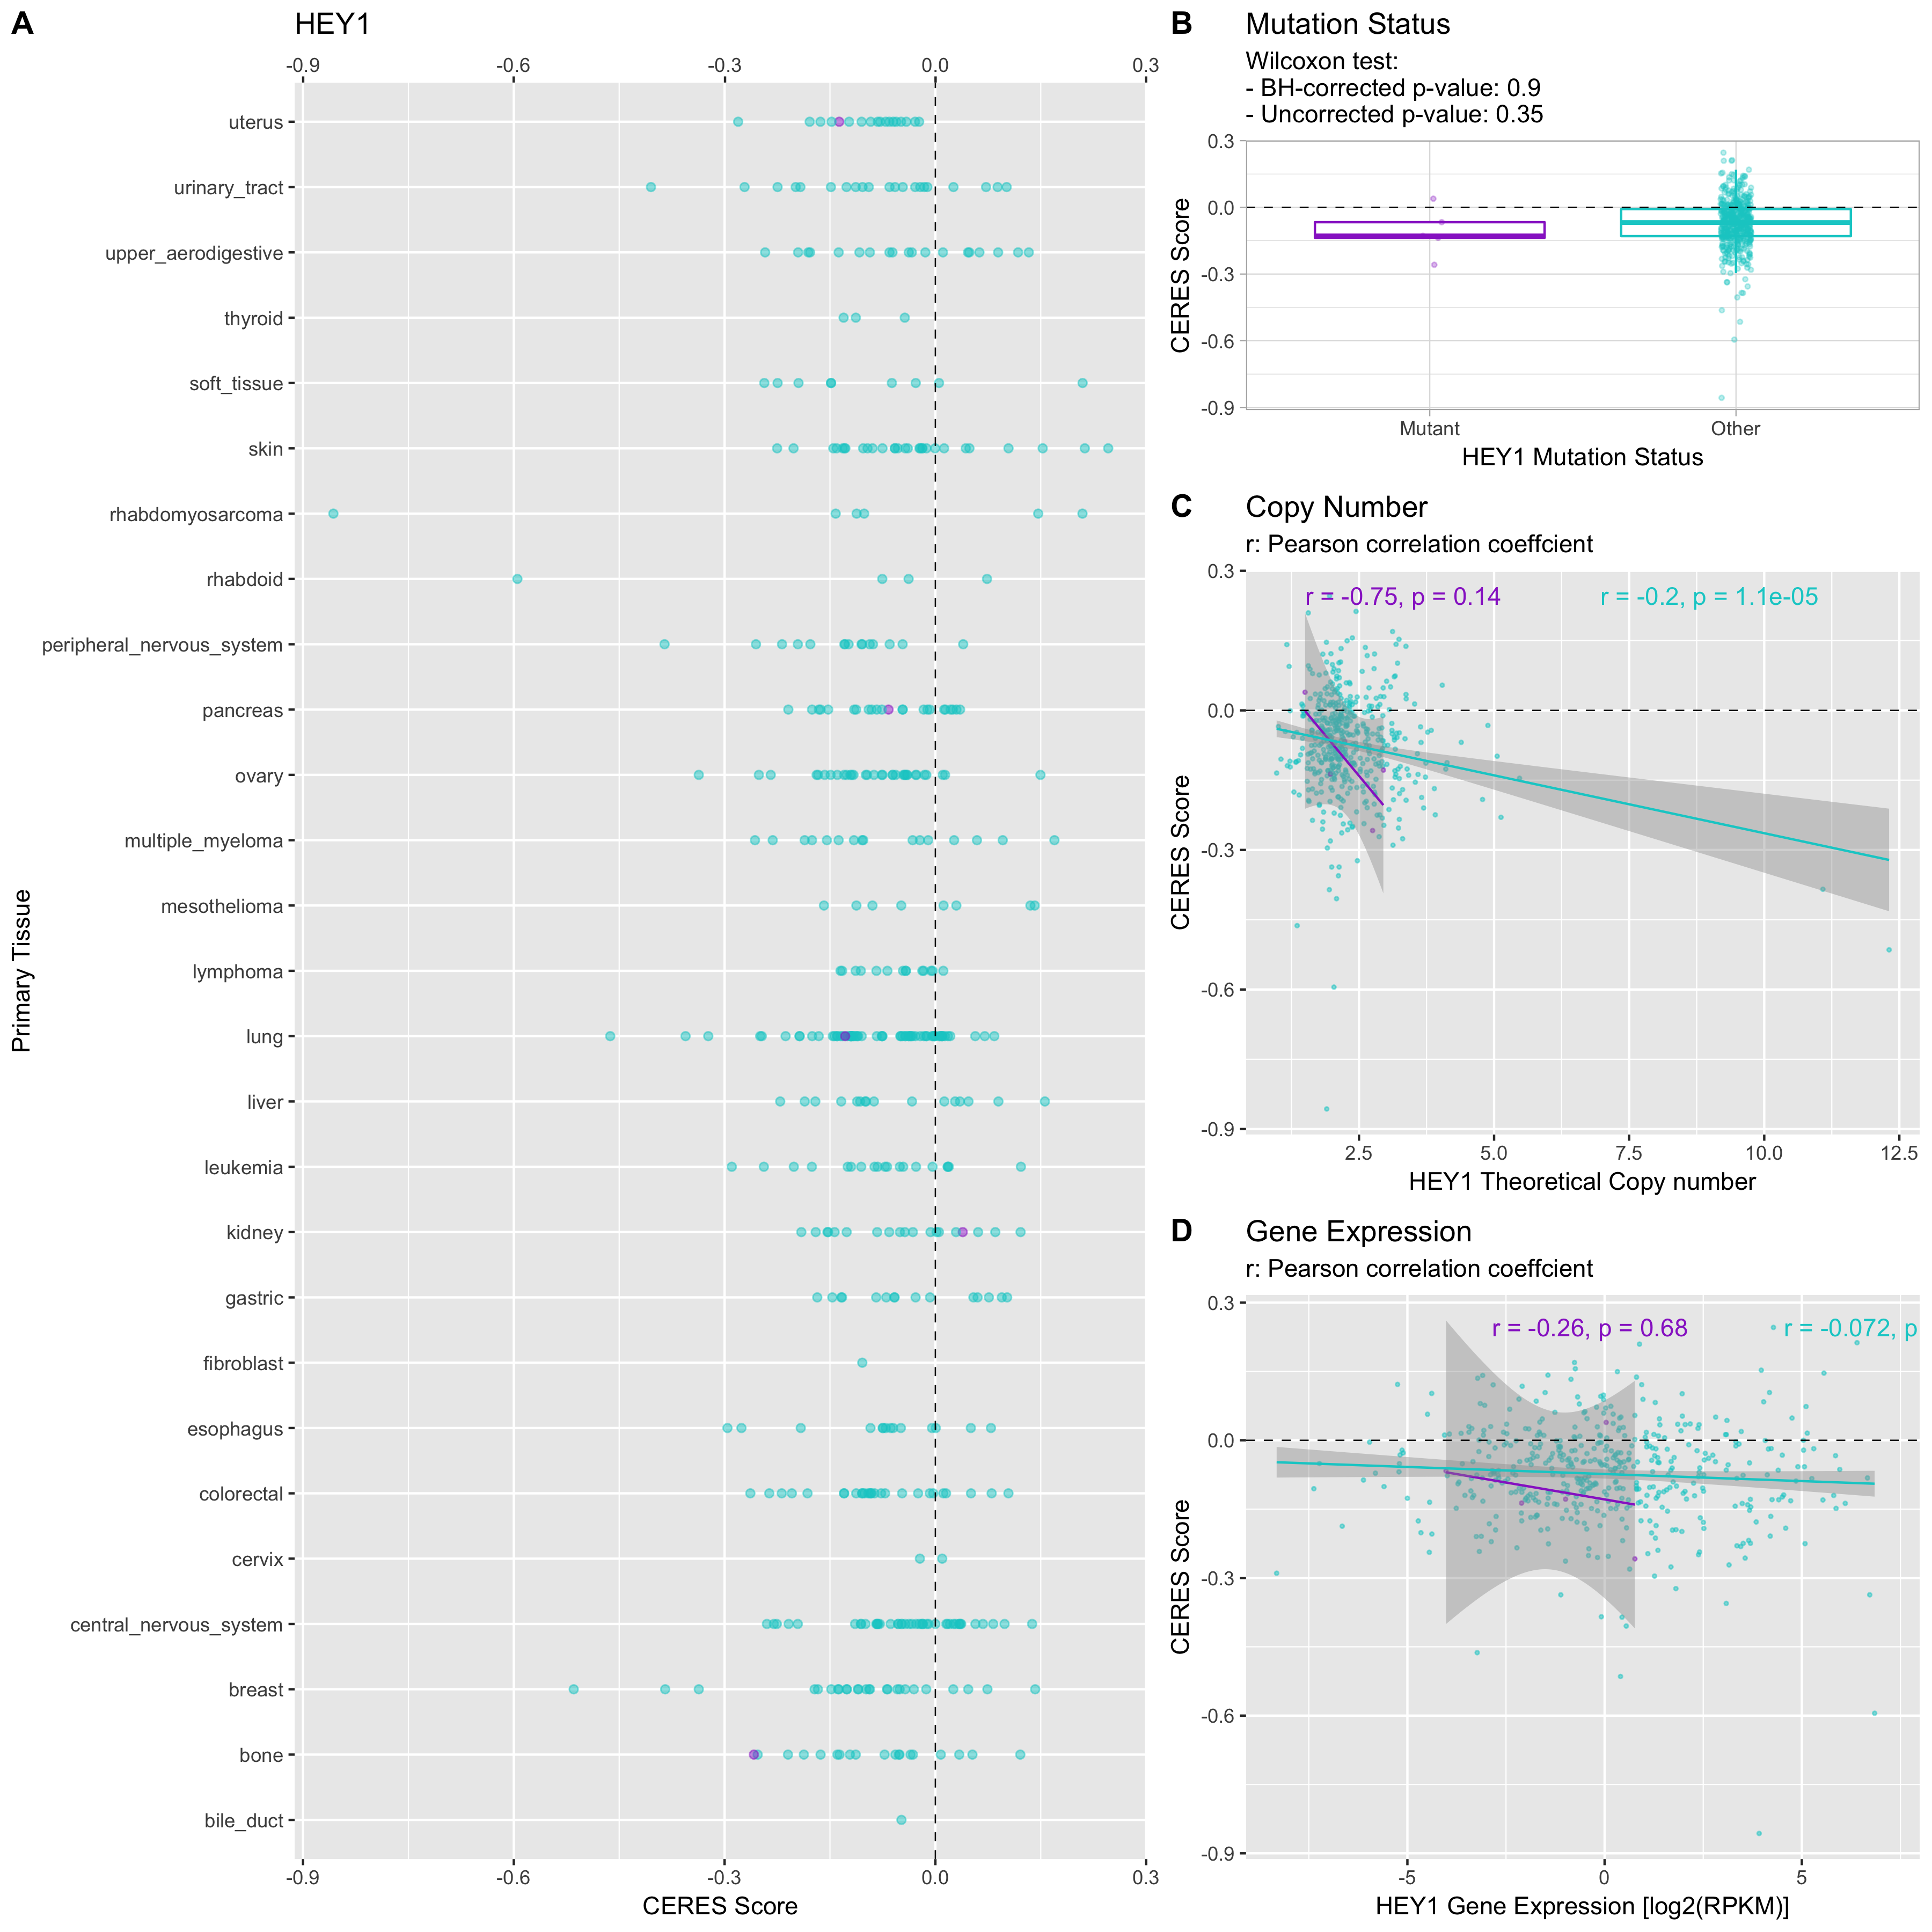 A
HEY1
-0.9 -0.6 -0.3 0.0 0.3
Primary Tissue
uterus
urinary_tract
upper_aerodigestive
thyroid
soft_tissue
skin
rhabdomyosarcoma
rhabdoid
peripheral_nervous_system
pancreas
ovary
multiple_myeloma
mesothelioma
lymphoma
lung
liver
leukemia
kidney
gastric
fibroblast
esophagus
colorectal
cervix
central_nervous_system
breast
bone
bile_duct
-0.9 -0.6 -0.3 0.0 0.3
CERES Score
B
Mutation Status
Wilcoxon test:
- BH-corrected p-value: 0.9
- Uncorrected p-value: 0.35
CERES Score
0.3
0.0
-0.3
-0.6
-0.9
Mutant Other
HEY1 Mutation Status
C
Copy Number
r: Pearson correlation coeffcient
r = -0.75, p = 0.14 r = -0.2, p = 1.1e-05
CERES Score
0.3
0.0
-0.3
-0.6
-0.9
2.5 5.0 7.5 10.0 12.5
HEY1 Theoretical Copy number
D
Gene Expression
r: Pearson correlation coeffcient
r = -0.26, p = 0.68 r = -0.072, p
CERES Score
0.3
0.0
-0.3
-0.6
-0.9
-5 0 5
HEY1 Gene Expression [log2(RPKM)]